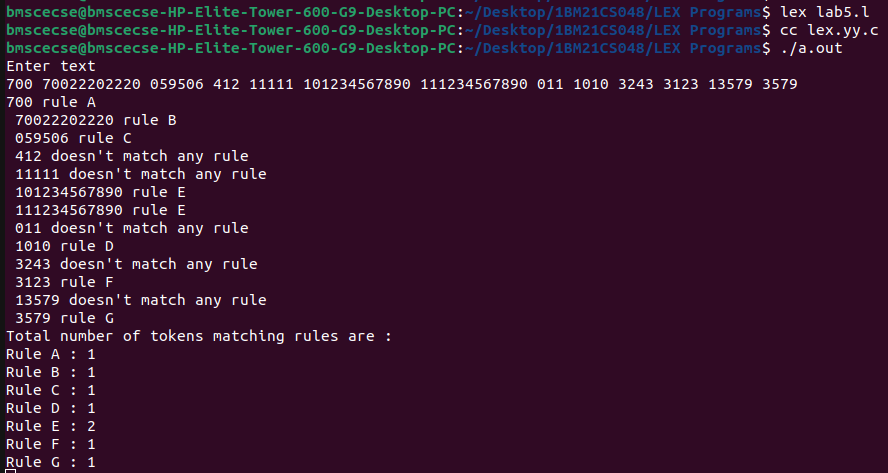 bmscecse@bmscecse-HP-Elite-Tower-600-G9-Desktop-PC:~/Desktop/1BM21CS048/LEX Programs$ lex lab5.l
bmscecse@bmscecse-HP-Elite-Tower-600-G9-Desktop-PC:~/Desktop/1BM21CS048/LEX Programs$ cc lex.yy.c
bmscecse@bmscecse-HP-Elite-Tower-600-G9-Desktop-PC:~/Desktop/1BM21CS048/LEX Programs$ ./a.out
Enter text
700 70022202220 059506 412 11111 101234567890 111234567890 011 1010 3243 3123 13579 3579
700 rule A
 70022202220 rule B
 059506 rule C
 412 doesn't match any rule
 11111 doesn't match any rule
 101234567890 rule E
 111234567890 rule E
 011 doesn't match any rule
 1010 rule D
 3243 doesn't match any rule
 3123 rule F
 13579 doesn't match any rule
 3579 rule G
Total number of tokens matching rules are :
Rule A : 1
Rule B : 1
Rule C : 1
Rule D : 1
Rule E : 2
Rule F : 1
Rule G : 1